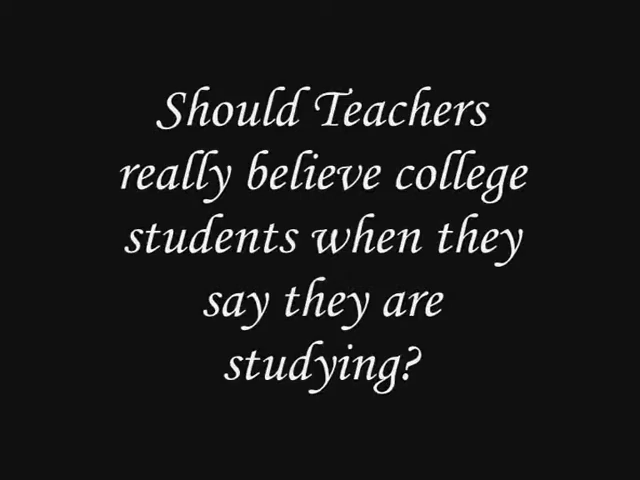 Should Teachers
really believe college
students when they
say they are
studying?